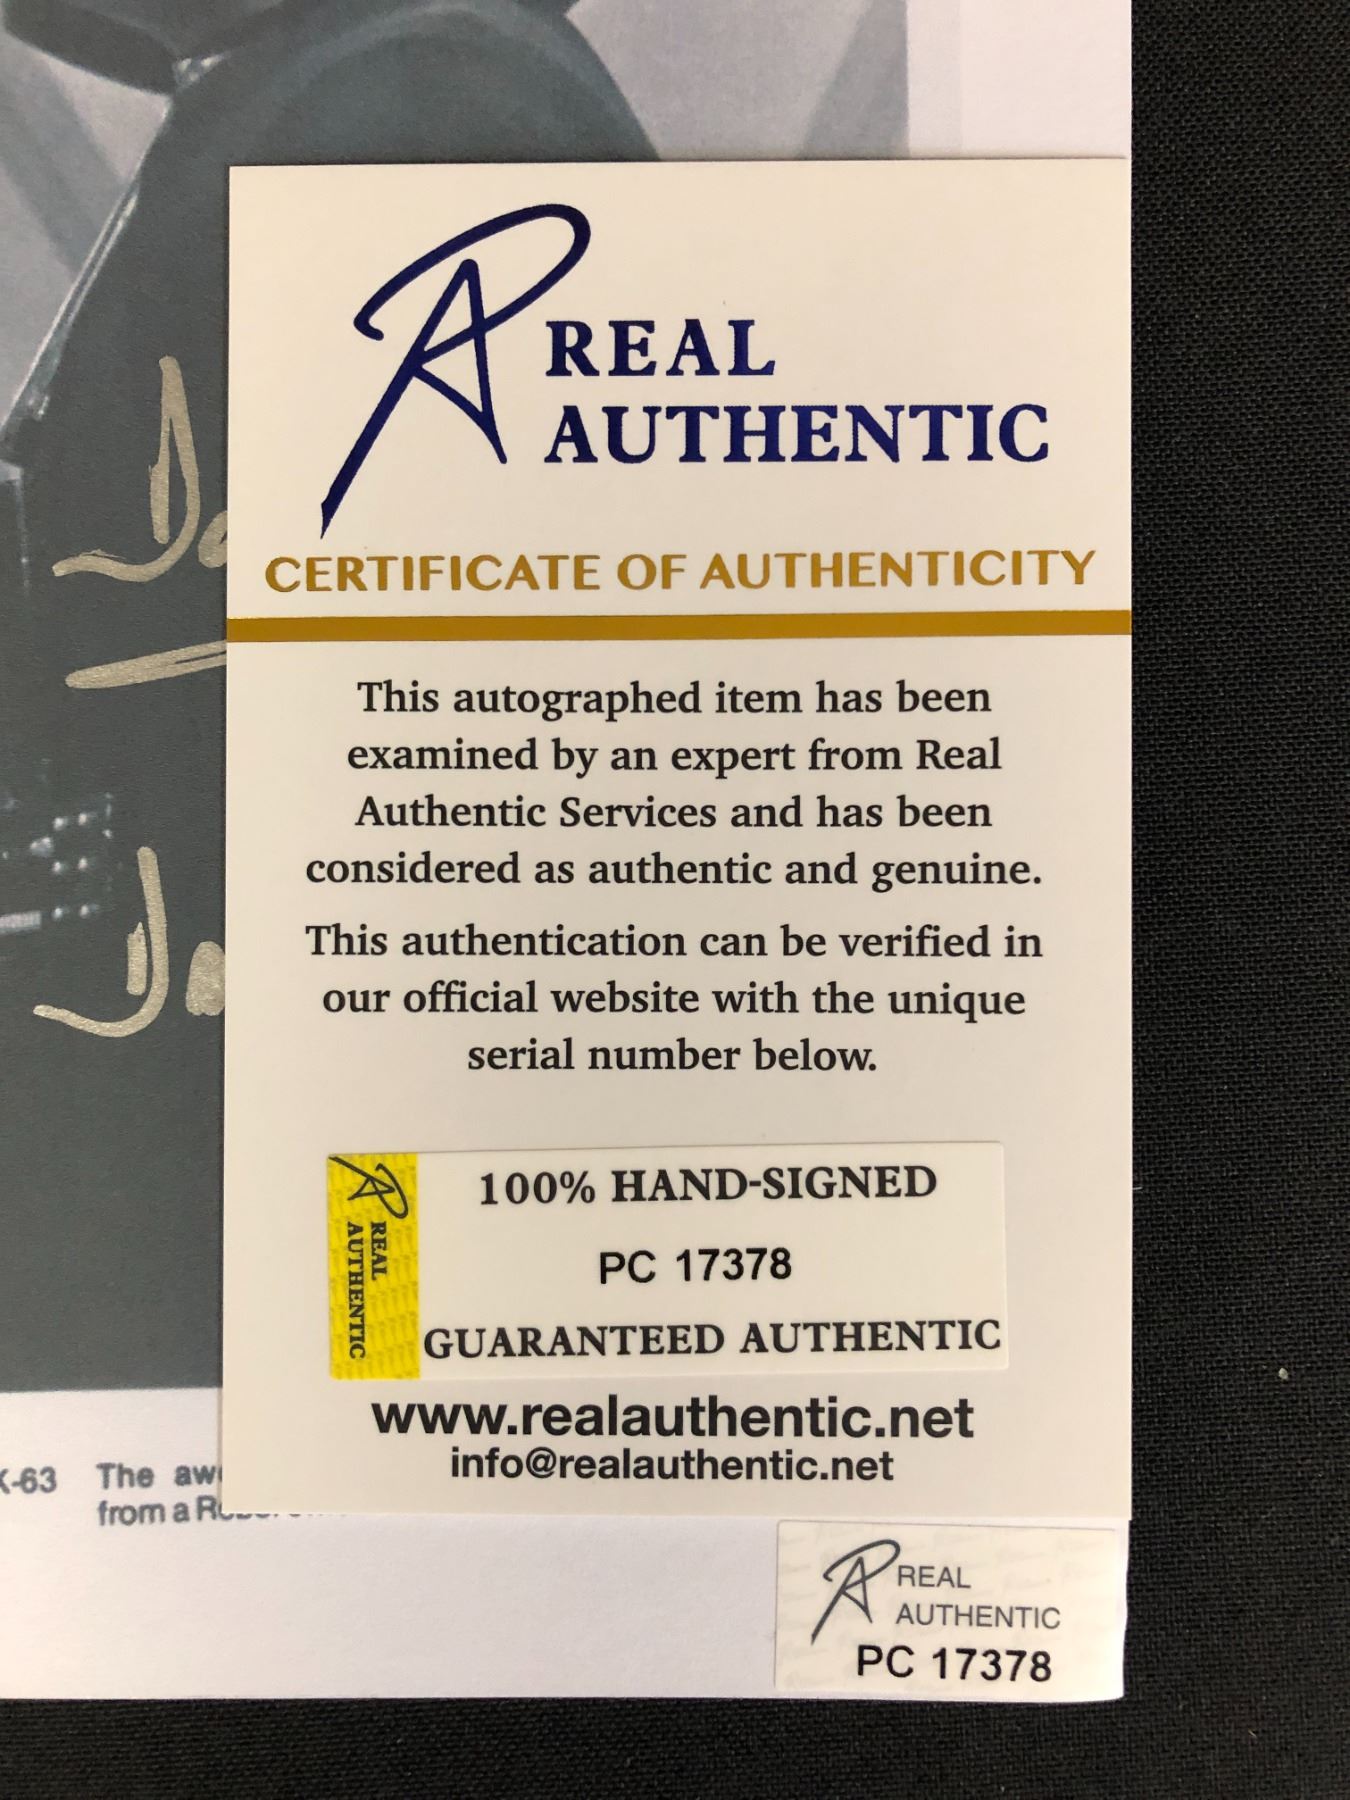 REAL
AUTHENTIC
CERTIFICATE OF AUTHENTICITY
This autographed item has been
examined by an expert from Real
Authentic Services and has been
considered as authentic and genuine.
This authentication can be verified in
our official website with the unique
serial number below.
REAL
AUTHENTIC
100% HAND-SIGNED
PC 17378
GUARANTEED AUTHENTIC
www.realauthentic.net
info@realauthentic.net
-63 The
from a
REAL
AUTHENTIC
PC 17378